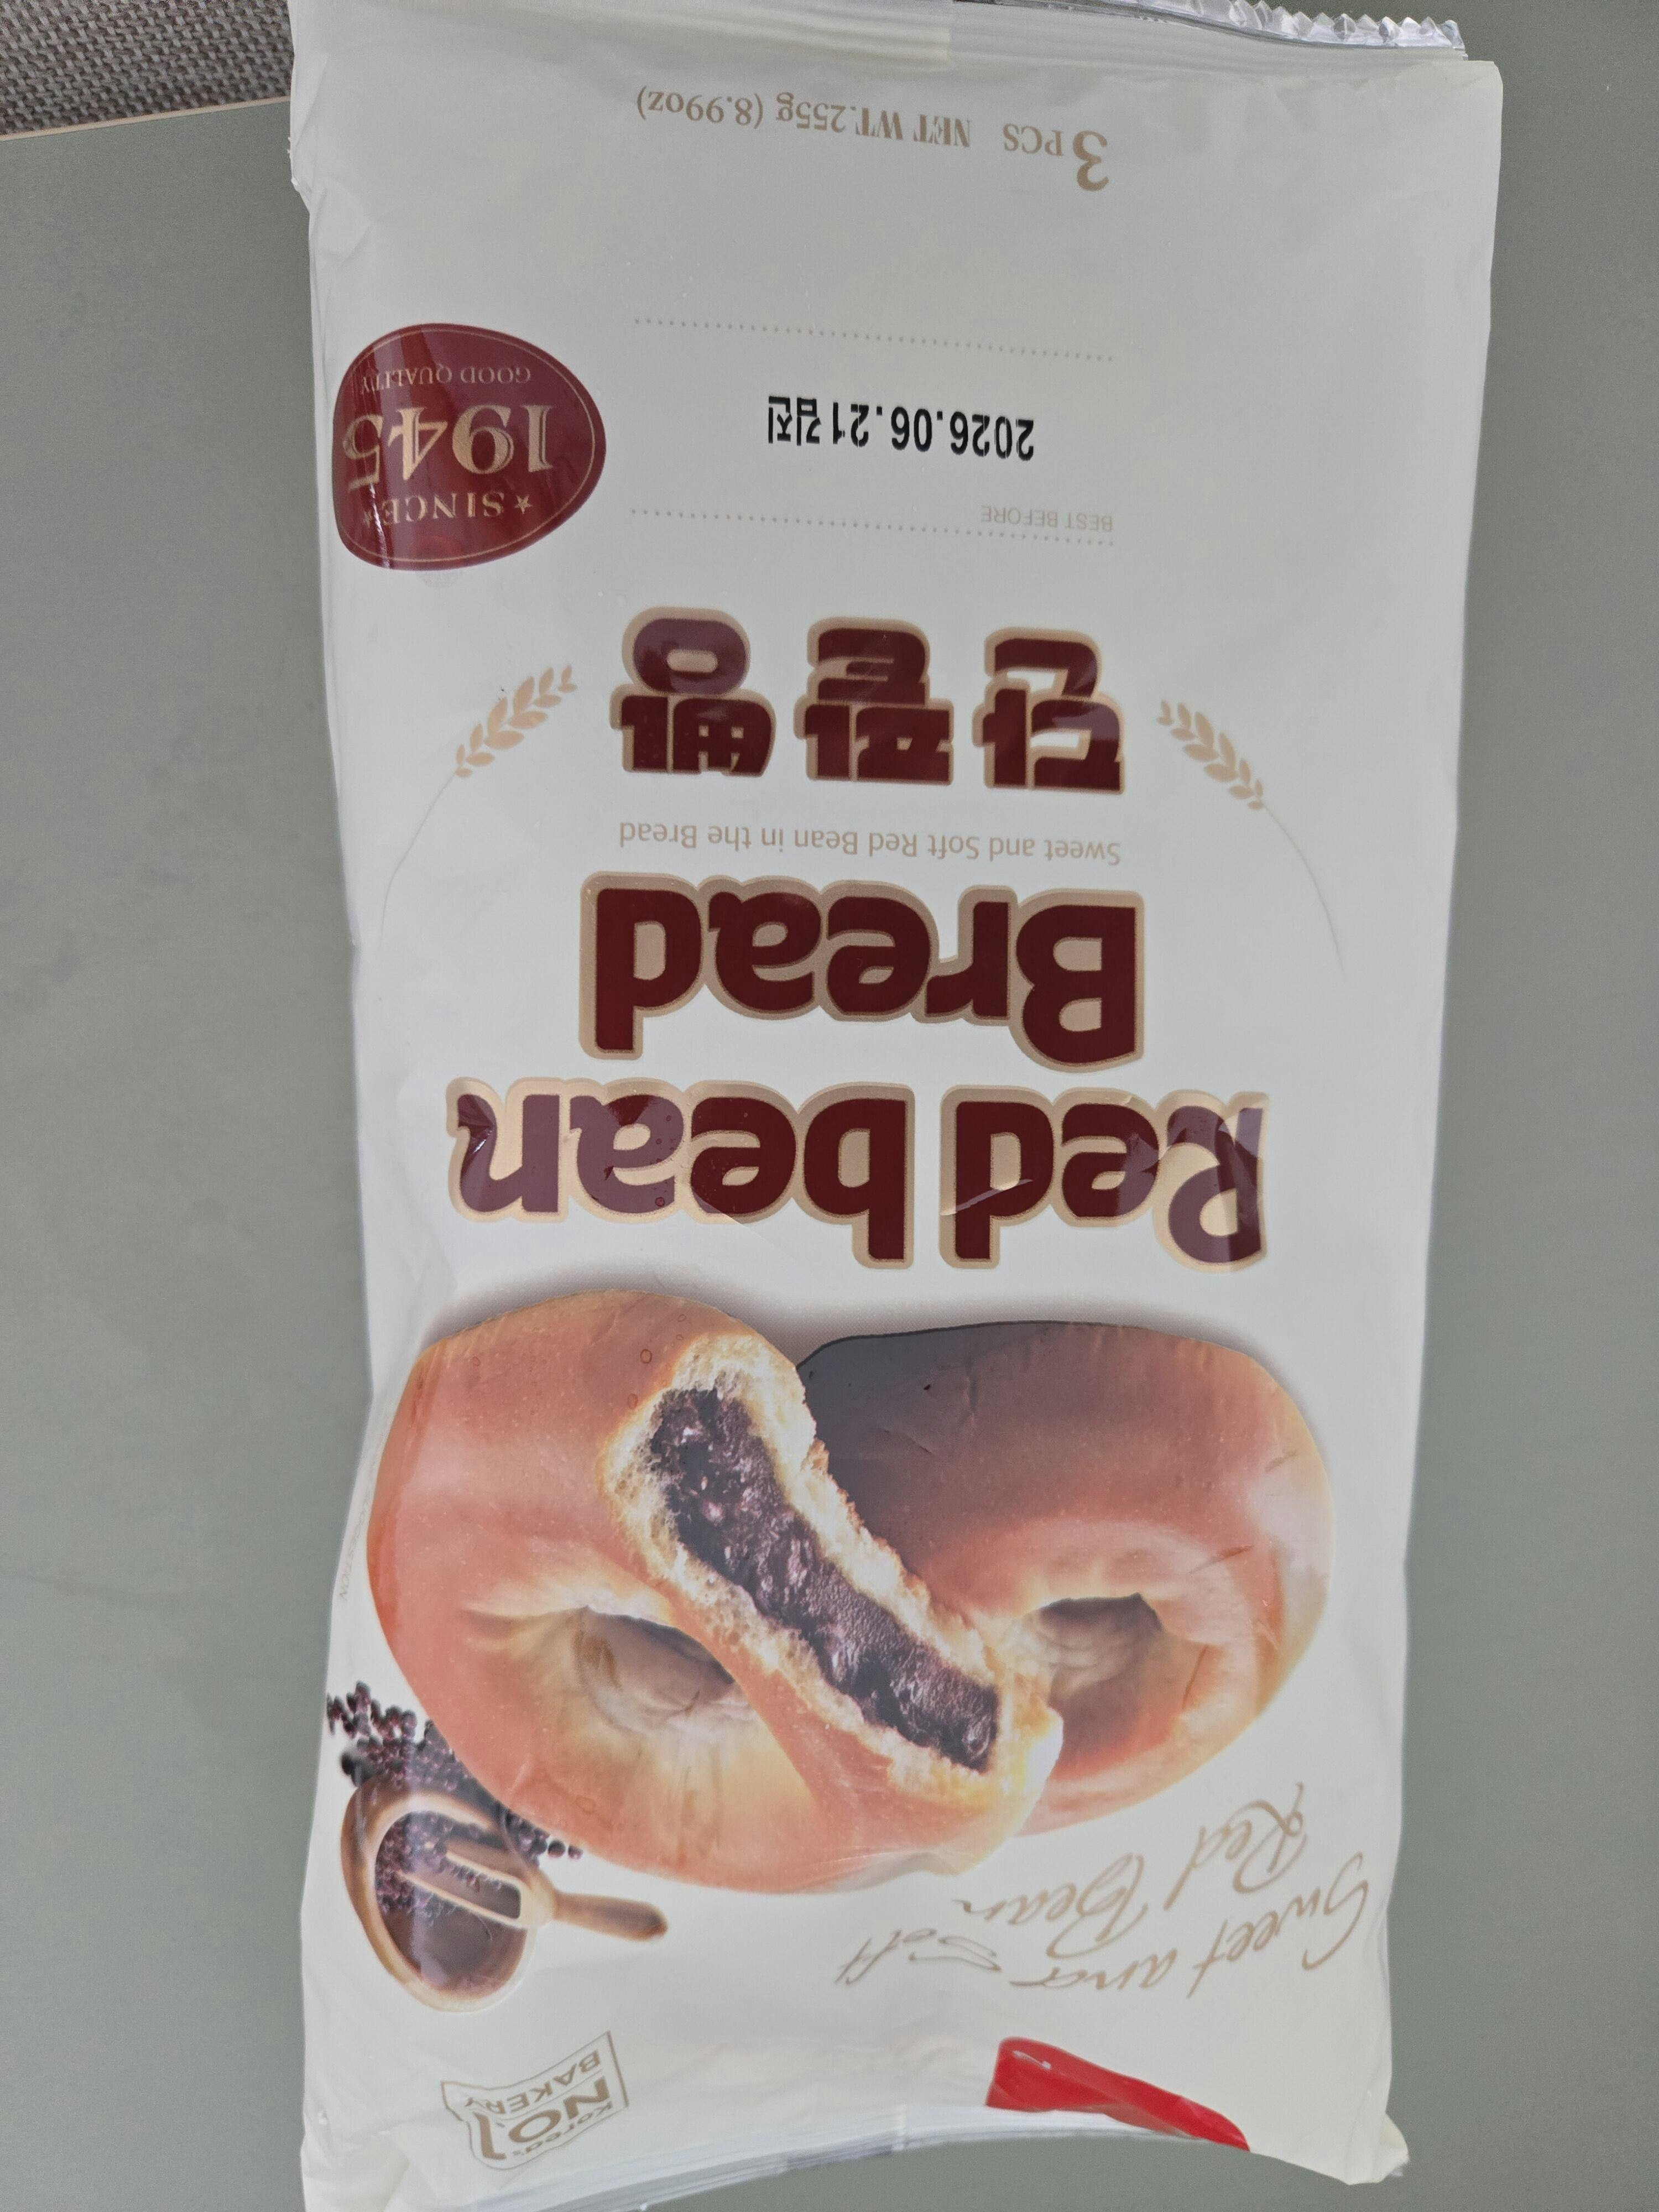 Korea's
NO.1
BAKERY
Sweet and Soft
Red Bean
Red bean
Bread
Sweet and Soft Red Bean in the Bread
단팥빵
BEST BEFORE
2026.06.21김진
SINCE
1945
GOOD QUALITY
3 PCS NET WT.255g (8.99oz)